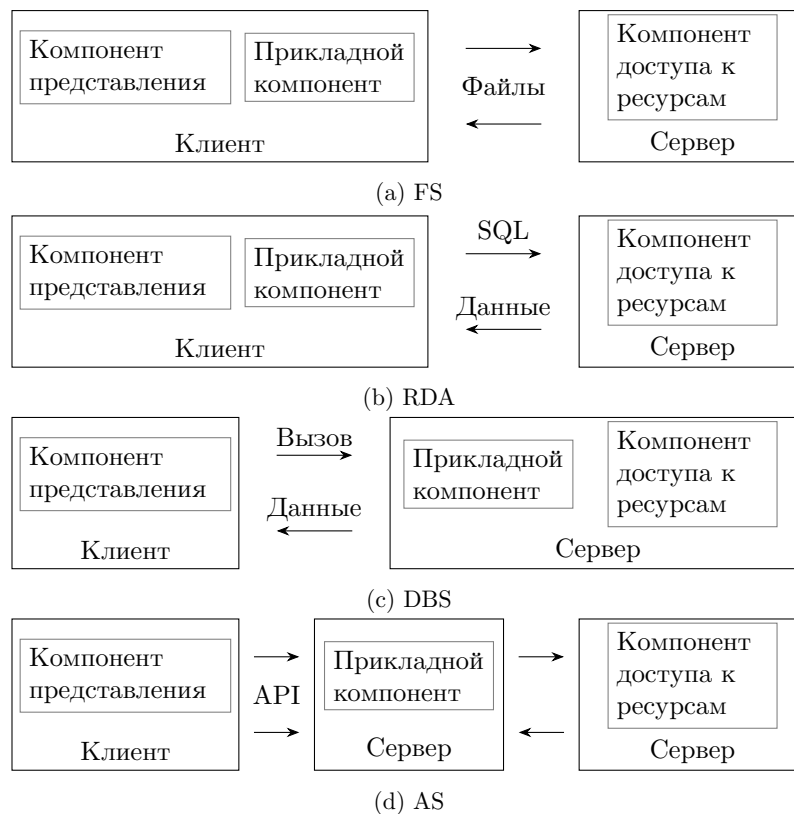 Компонент
представления
Прикладной
компонент
Клиент
Файлы
Компонент
доступа к
ресурсам
Сервер
(a) FS
Компонент
представления
Прикладной
компонент
Клиент
SQL
Данные
Компонент
доступа к
ресурсам
Сервер
(b) RDA
Компонент
представления
Клиент
Вызов
Данные
Прикладной
компонент
Компонент
доступа к
ресурсам
Сервер
(c) DBS
Компонент
представления
Клиент
API
Прикладной
компонент
Сервер
Компонент
доступа к
ресурсам
Сервер
(d) AS